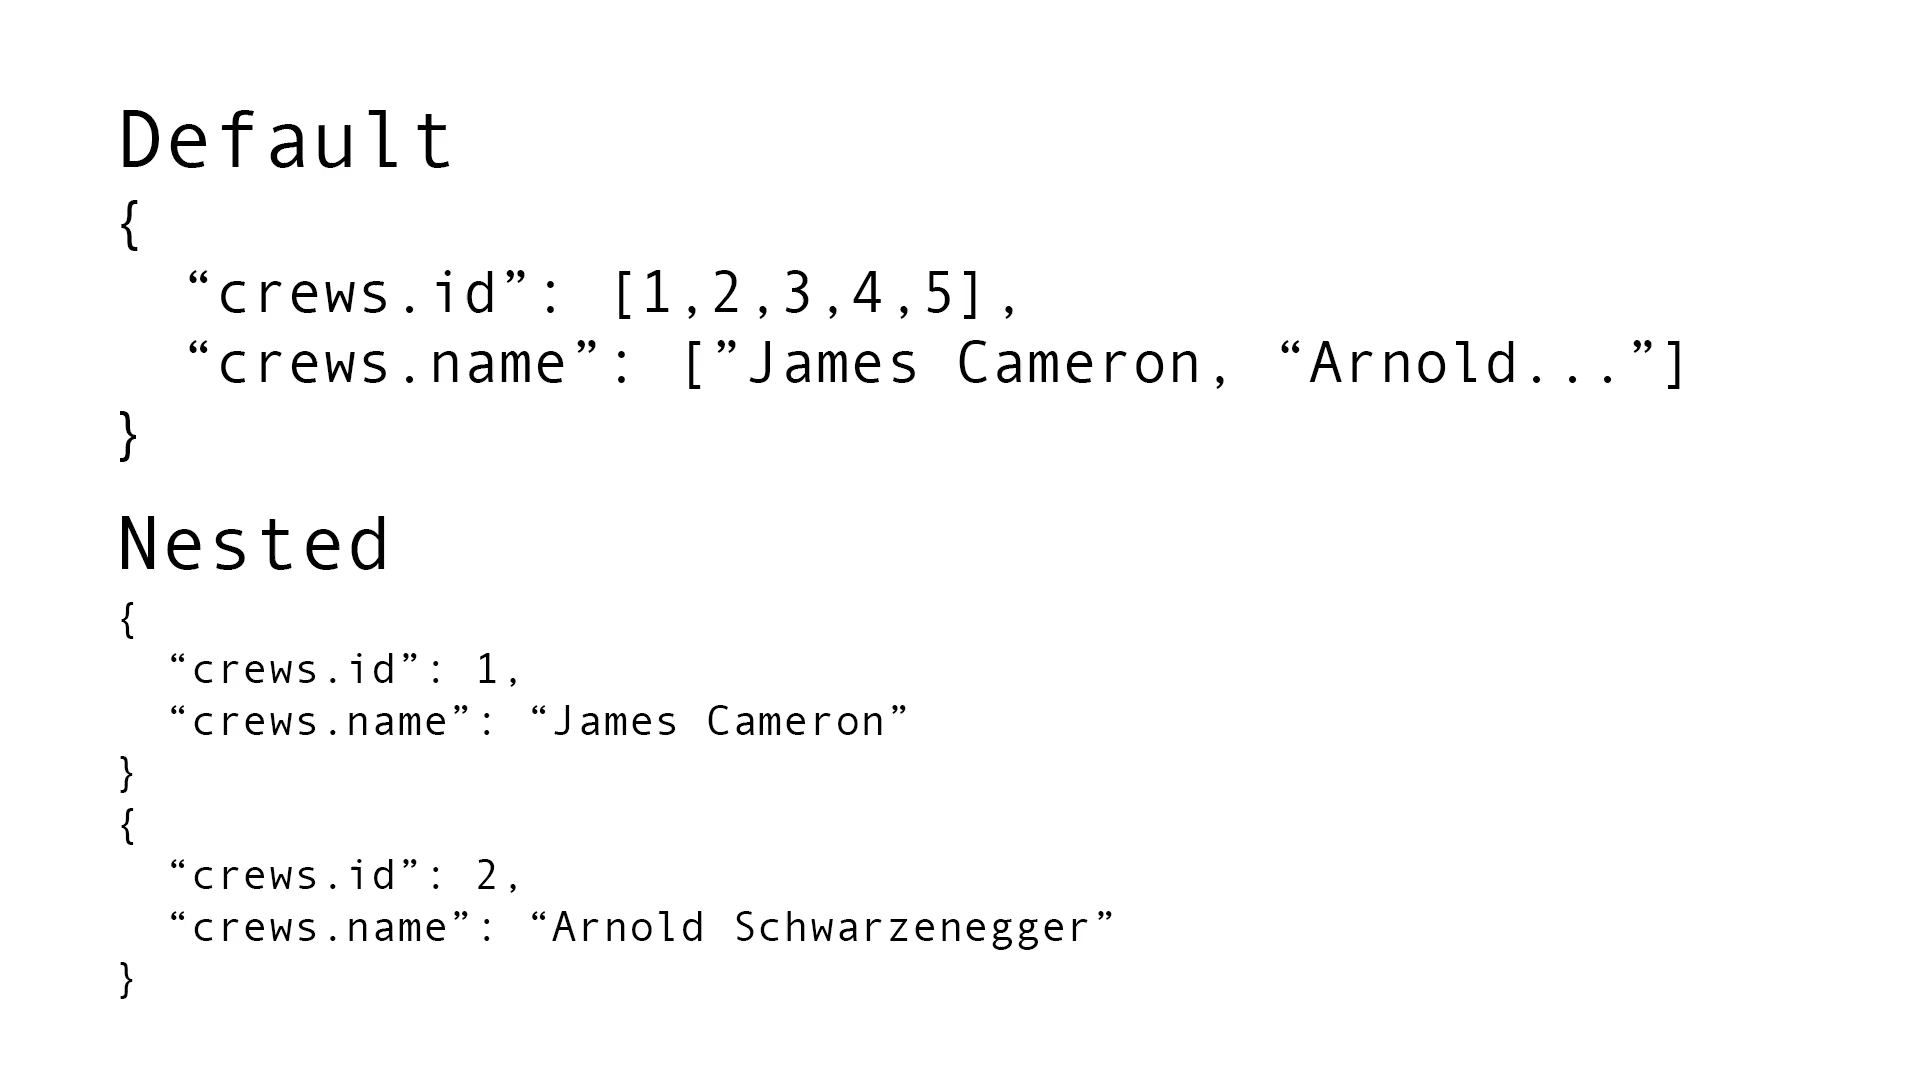 Default
{
“crews.id”: [1,2,3,4,5],
“crews.name”: [”James Cameron, “Arnold...”]
}
Nested
{
“crews.id”: 1,
“crews.name”: “James Cameron”
}
{
“crews.id”: 2,
“crews.name”: “Arnold Schwarzenegger”
}